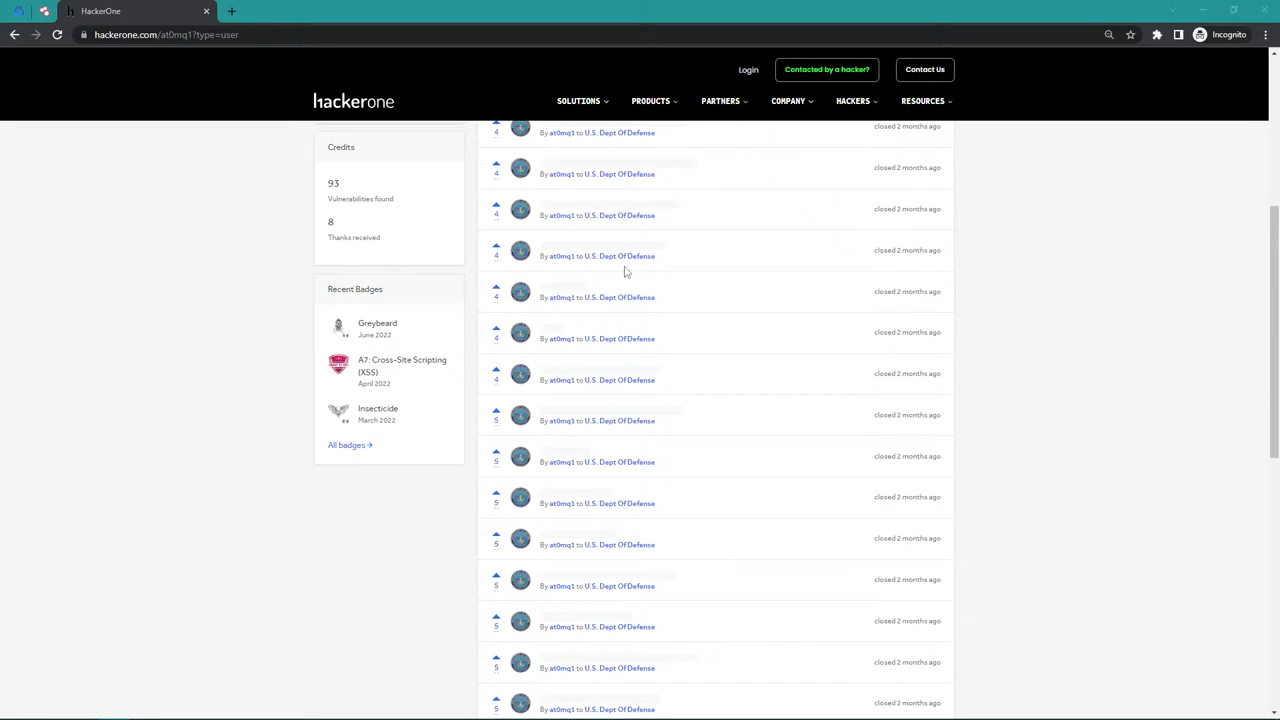 HackerOne
hackerone.com/at0mq1?type=user
Incognito
Login
Contacted by a hacker?
Contact Us
hackerone
SOLUTIONS
PRODUCTS
PARTNERS
COMPANY
HACKERS
RESOURCES
Credits
93
Vulnerabilities found
8
Thanks received
Recent Badges
Greybeard
June 2022
A7: Cross-Site Scripting
(XSS)
April 2022
Insecticide
March 2022
All badges
4
By at0mq1 to U.S. Dept Of Defense
closed 2 months ago
4
By at0mq1 to U.S. Dept Of Defense
closed 2 months ago
4
By at0mq1 to U.S. Dept Of Defense
closed 2 months ago
4
By at0mq1 to U.S. Dept Of Defense
closed 2 months ago
4
By at0mq1 to U.S. Dept Of Defense
closed 2 months ago
4
By at0mq1 to U.S. Dept Of Defense
closed 2 months ago
4
By at0mq1 to U.S. Dept Of Defense
closed 2 months ago
5
By at0mq1 to U.S. Dept Of Defense
closed 2 months ago
5
By at0mq1 to U.S. Dept Of Defense
closed 2 months ago
5
By at0mq1 to U.S. Dept Of Defense
closed 2 months ago
5
By at0mq1 to U.S. Dept Of Defense
closed 2 months ago
5
By at0mq1 to U.S. Dept Of Defense
closed 2 months ago
5
By at0mq1 to U.S. Dept Of Defense
closed 2 months ago
5
By at0mq1 to U.S. Dept Of Defense
closed 2 months ago
5
By at0mq1 to U.S. Dept Of Defense
closed 2 months ago